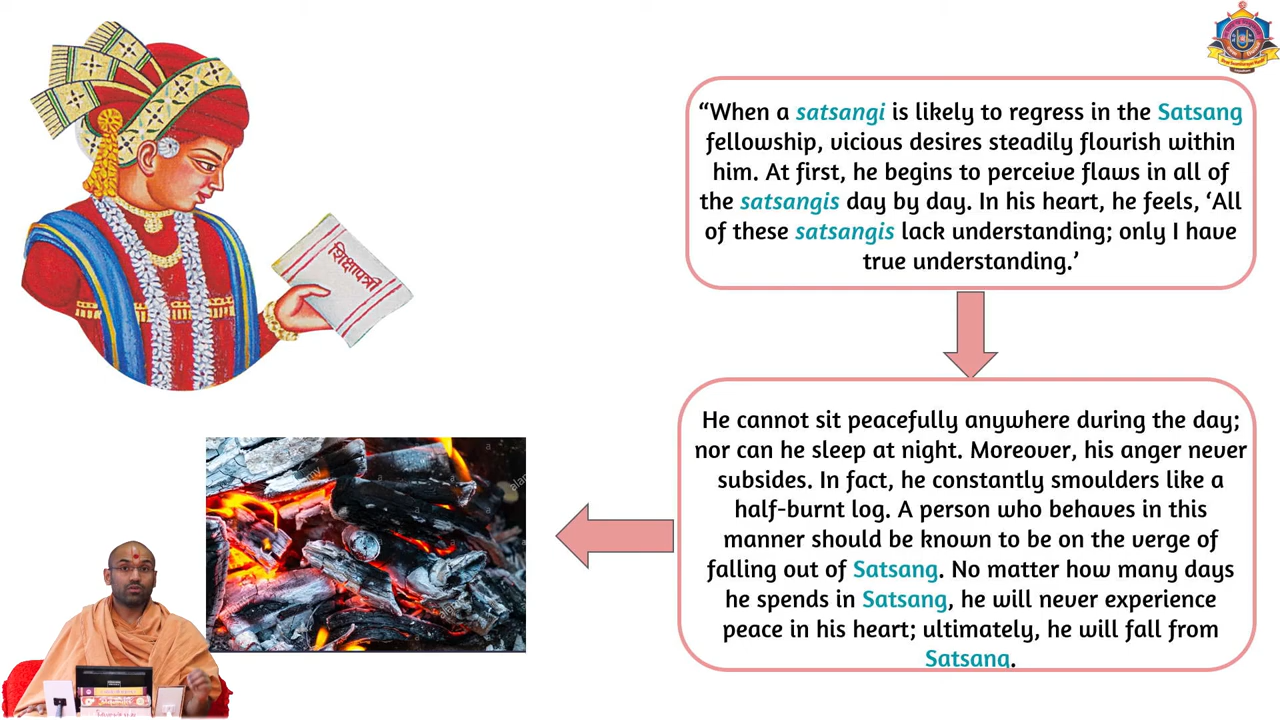 शिक्षापत्री
“When a satsangi is likely to regress in the Satsang
fellowship, vicious desires steadily flourish within
him. At first, he begins to perceive flaws in all of
the satsangis day by day. In his heart, he feels, ‘All
of these satsangis lack understanding; only I have
true understanding.’
He cannot sit peacefully anywhere during the day;
nor can he sleep at night. Moreover, his anger never
subsides. In fact, he constantly smoulders like a
half-burnt log. A person who behaves in this
manner should be known to be on the verge of
falling out of Satsang. No matter how many days
he spends in Satsang, he will never experience
peace in his heart; ultimately, he will fall from
Satsang.